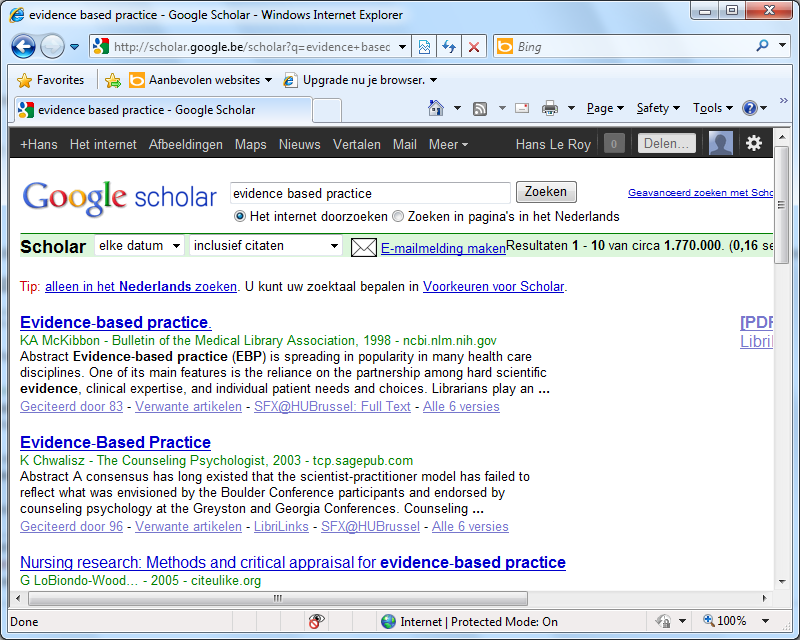 evidence based practice - Google Scholar - Windows Internet Explorer
http://scholar.google.be/scholar?q=evidence+based Bing
Favorites Aanbevolen websites Upgrade nu je browser.
evidence based practice - Google Scholar Page Safety Tools
+Hans Het internet Afbeeldingen Maps Nieuws Vertalen Mail Meer Hans Le Roy 0 Delen...
Google scholar evidence based practice Zoeken Geavanceerd zoeken met Scho
Het internet doorzoeken Zoeken in pagina's in het Nederlands
Scholar elke datum inclusief citaten E-mailmelding maken Resultaten 1 - 10 van circa 1.770.000. (0,16 se
Tip: alleen in het Nederlands zoeken. U kunt uw zoektaal bepalen in Voorkeuren voor Scholar.
Evidence-based practice. [PDF
KA McKibbon - Bulletin of the Medical Library Association, 1998 - ncbi.nlm.nih.gov Libril
Abstract Evidence-based practice (EBP) is spreading in popularity in many health care
disciplines. One of its main features is the reliance on the partnership among hard scientific
evidence, clinical expertise, and individual patient needs and choices. Librarians play an ...
Geciteerd door 83 - Verwante artikelen - SFX@HUBrussel: Full Text - Alle 6 versies
Evidence-Based Practice
K Chwalisz - The Counseling Psychologist, 2003 - tcp.sagepub.com
Abstract A consensus has long existed that the scientist-practitioner model has failed to
reflect what was envisioned by the Boulder Conference participants and endorsed by
counseling psychology at the Greyston and Georgia Conferences. Counseling ...
Geciteerd door 96 - Verwante artikelen - LibriLinks - SFX@HUBrussel - Alle 6 versies
Nursing research: Methods and critical appraisal for evidence-based practice
G LoBiondo-Wood... - 2005 - citeulike.org
Done Internet | Protected Mode: On 100%